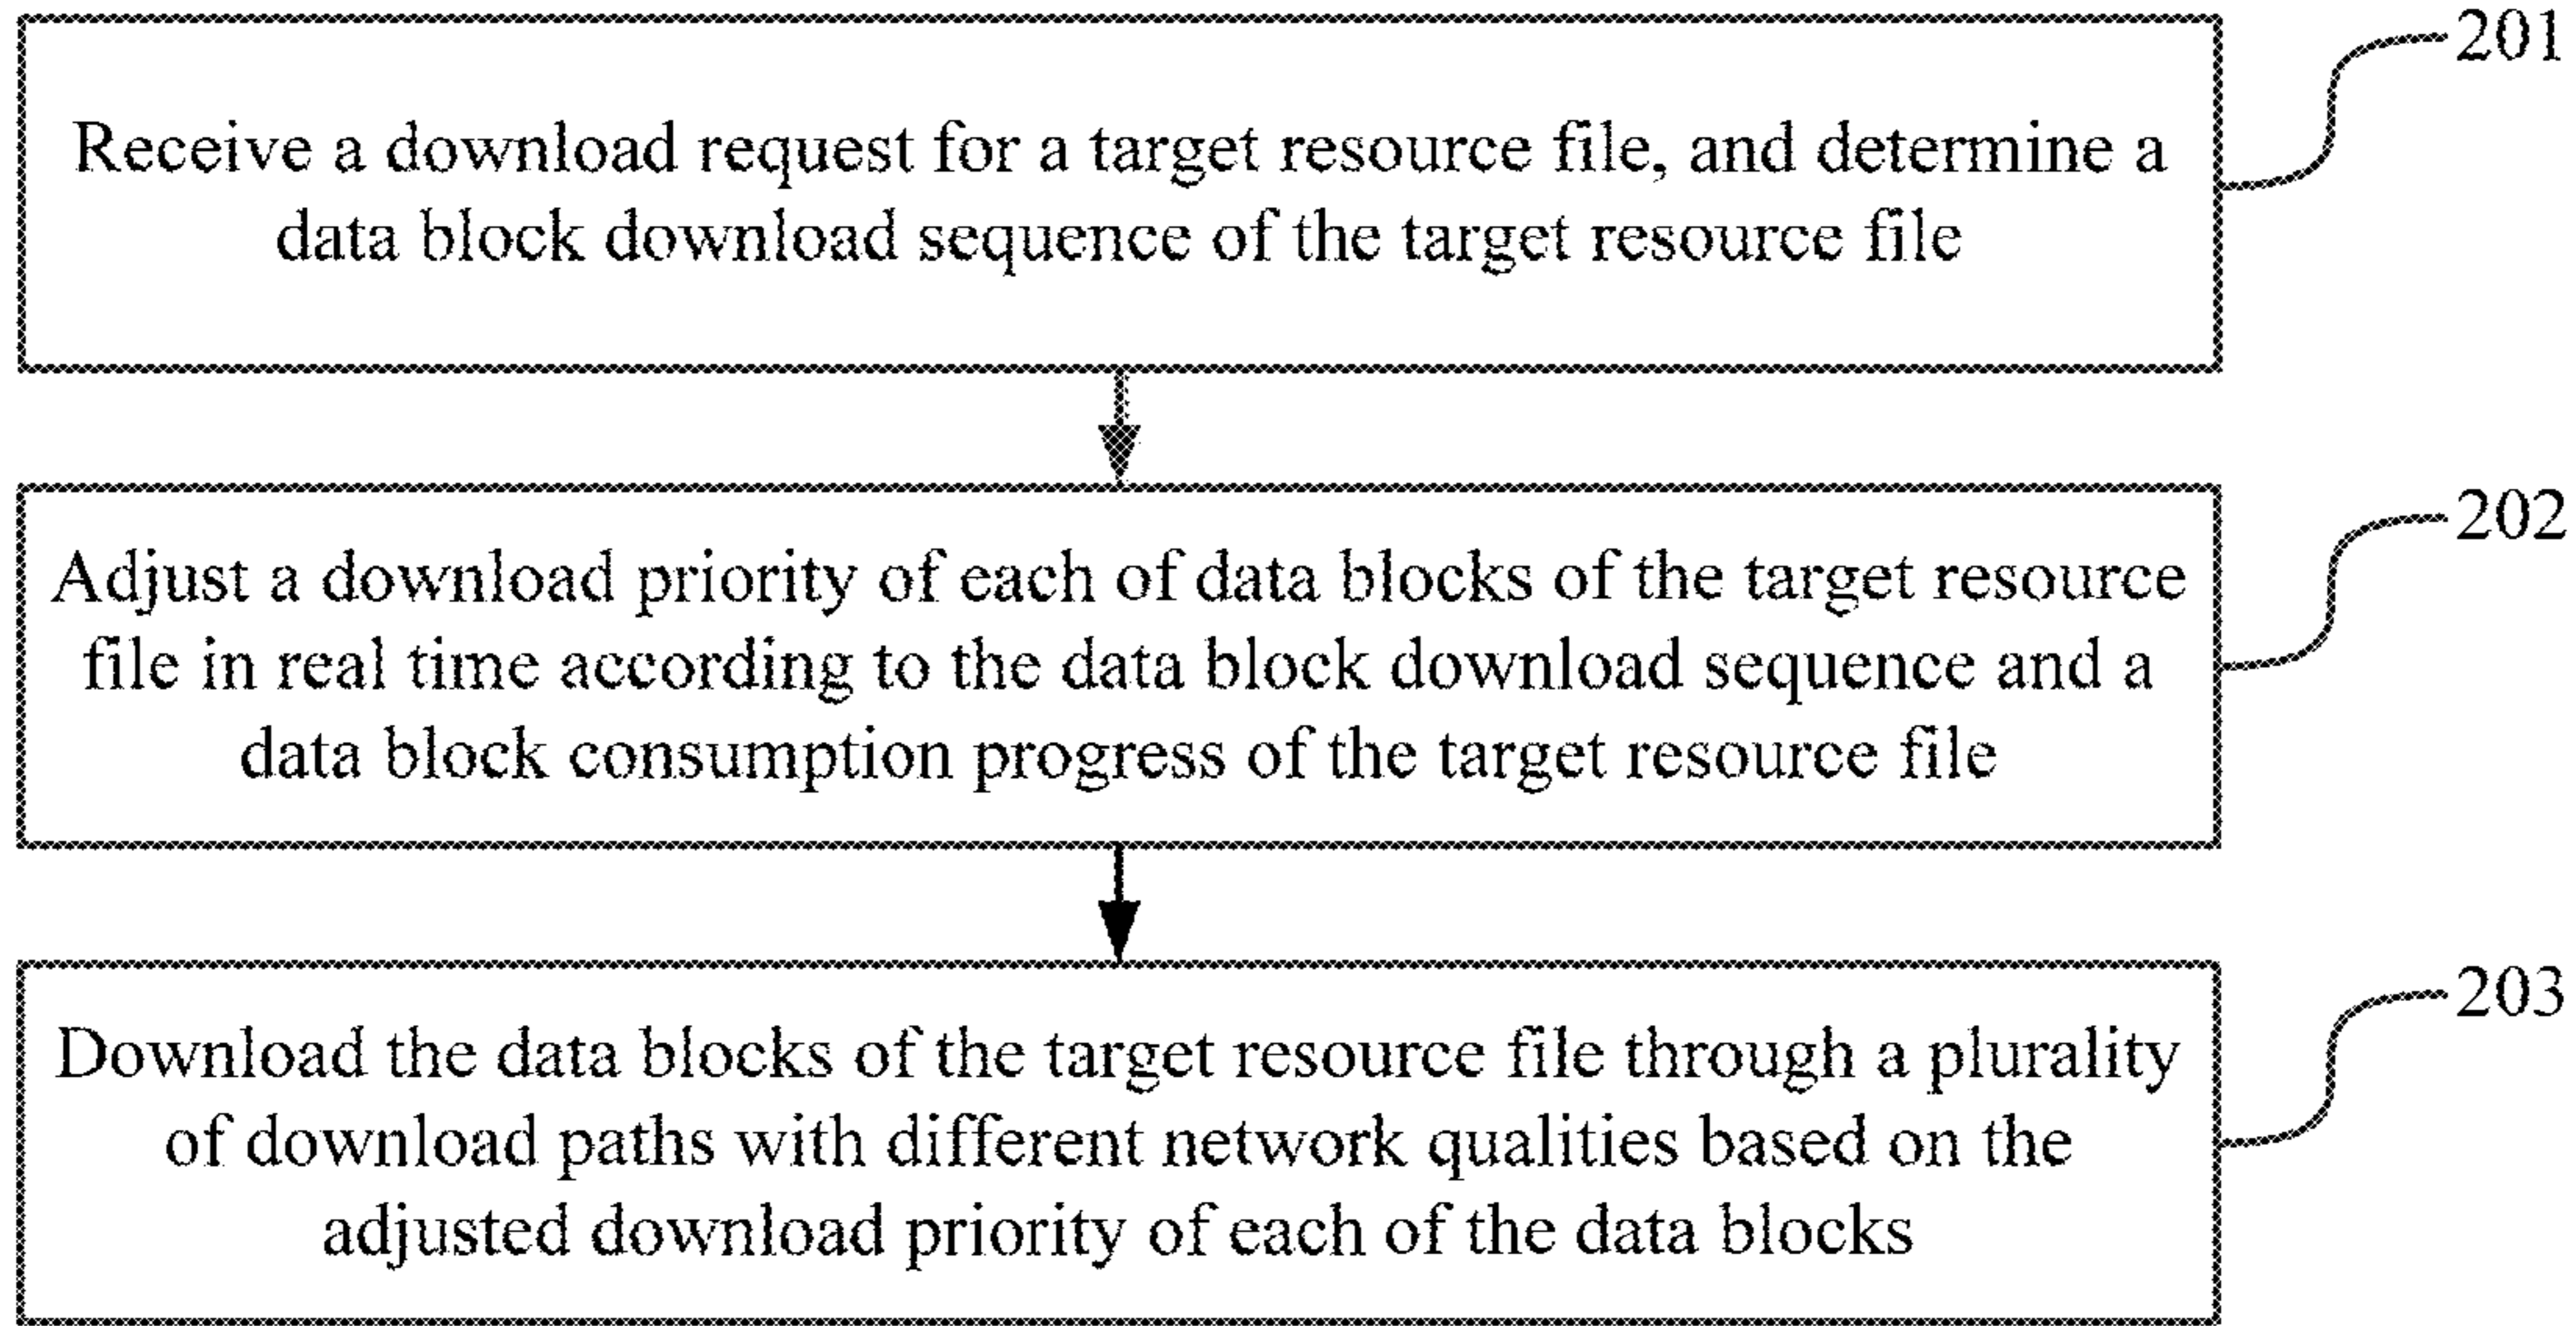 201
Receive a download request for a target resource file, and determine a
data block download sequence of the target resource file
202
Adjust a download priority of each of data blocks of the target resource
file in real time according to the data block download sequence and a
data block consumption progress of the target resource file
203
Download the data blocks of the target resource file through a plurality
of download paths with different network qualities based on the
adjusted download priority of each of the data blocks